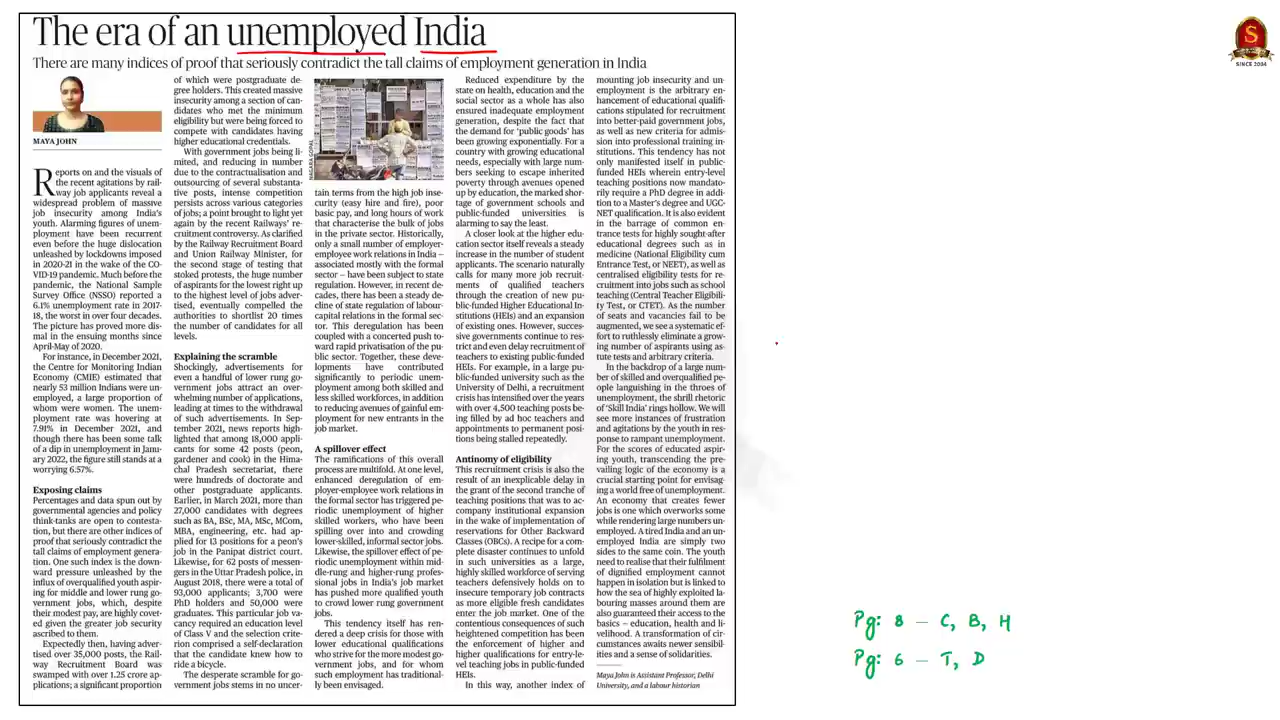 The era of an unemployed India
There are many indices of proof that seriously contradict the tall claims of employment generation in India
MAYA JOHN
Reports on and the visuals of
the recent agitations by rail-
way job applicants reveal a
widespread problem of massive
job insecurity among India's
youth. Alarming figures of unem-
ployment have been recurrent
even before the huge dislocation
unleashed by lockdowns imposed
in 2020-21 in the wake of the CO-
VID-19 pandemic. Much before the
pandemic, the National Sample
Survey Office (NSSO) reported a
6.1% unemployment rate in 2017-
18, the worst in over four decades.
The picture has proved more dis-
mal in the ensuing months since
April-May of 2020.
For instance, in December 2021,
the Centre for Monitoring Indian
Economy (CMIE) estimated that
nearly 53 million Indians were un-
employed, a large proportion of
whom were women. The unem-
ployment rate was hovering at
7.91% in December 2021, and
though there has been some talk
of a dip in unemployment in Janu-
ary 2022, the figure still stands at a
worrying 6.57%.
Exposing claims
Percentages and data spun out by
governmental agencies and policy
think-tanks are open to contesta-
tion, but there are other indices of
proof that seriously contradict the
tall claims of employment genera-
tion. One such index is the down-
ward pressure unleashed by the
influx of overqualified youth aspir-
ing for middle and lower rung go-
vernment jobs, which, despite
their modest pay, are highly covet-
ed given the greater job security
ascribed to them.
Expectedly then, having adver-
tised over 35,000 posts, the Rail-
way Recruitment Board was
swamped with over 1.25 crore ap-
plications; a significant proportion
of which were postgraduate de-
gree holders. This created massive
insecurity among a section of can-
didates who met the minimum
eligibility but were being forced to
compete with candidates having
higher educational credentials.
With government jobs being li-
mited, and reducing in number
due to the contractualisation and
outsourcing of several substanta-
tive posts, intense competition
persists across various categories
of jobs; a point brought to light yet
again by the recent Railways' re-
cruitment controversy. As clarified
by the Railway Recruitment Board
and Union Railway Minister, for
the second stage of testing that
stoked protests, the huge number
of aspirants for the lowest right up
to the highest level of jobs adver-
tised, eventually compelled the
authorities to shortlist 20 times
the number of candidates for all
levels.
Explaining the scramble
Shockingly, advertisements for
even a handful of lower rung go-
vernment jobs attract an over-
whelming number of applications,
leading at times to the withdrawal
of such advertisements. In Sep-
tember 2021, news reports high-
lighted that among 18,000 appli-
cants for some 42 posts (peon,
gardener and cook) in the Hima-
chal Pradesh secretariat, there
were hundreds of doctorate and
other postgraduate applicants.
Earlier, in March 2021, more than
27,000 candidates with degrees
such as BA, BSc, MA, MSc, MCom,
MBA, engineering, etc. had ap-
plied for 13 positions for a peon's
job in the Panipat district court.
Likewise, for 62 posts of messen-
gers in the Uttar Pradesh police, in
August 2018, there were a total of
93,000 applicants; 3,700 were
PhD holders and 50,000 were
graduates. This particular job va-
cancy required an education level
of Class V and the selection criter-
ion comprised a self-declaration
that the candidate knew how to
ride a bicycle.
The desperate scramble for go-
vernment jobs stems in no uncer-
NAGARA GOPAL
tain terms from the high job inse-
curity (easy hire and fire), poor
basic pay, and long hours of work
that characterise the bulk of jobs
in the private sector. Historically,
only a small number of employer-
employee work relations in India –
associated mostly with the formal
sector – have been subject to state
regulation. However, in recent de-
cades, there has been a steady de-
cline of state regulation of labour-
capital relations in the formal sec-
tor. This deregulation has been
coupled with a concerted push to-
ward rapid privatisation of the pu-
blic sector. Together, these deve-
lopments have contributed
significantly to periodic unem-
ployment among both skilled and
less skilled workforces, in addition
to reducing avenues of gainful em-
ployment for new entrants in the
job market.
A spillover effect
The ramifications of this overall
process are multifold. At one level,
enhanced deregulation of em-
ployer-employee work relations in
the formal sector has triggered pe-
riodic unemployment of higher
skilled workers, who have been
spilling over into and crowding
lower-skilled, informal sector jobs.
Likewise, the spillover effect of pe-
riodic unemployment within mid-
dle-rung and higher-rung profes-
sional jobs in India's job market
has pushed more qualified youth
to crowd lower rung government
jobs.
This tendency itself has ren-
dered a deep crisis for those with
lower educational qualifications
who strive for the more modest go-
vernment jobs, and for whom
such employment has traditional-
ly been envisaged.
Reduced expenditure by the
state on health, education and the
social sector as a whole has also
ensured inadequate employment
generation, despite the fact that
the demand for 'public goods' has
been growing exponentially. For a
country with growing educational
needs, especially with large num-
bers seeking to escape inherited
poverty through avenues opened
up by education, the marked shor-
tage of government schools and
public-funded universities is
alarming to say the least.
A closer look at the higher edu-
cation sector itself reveals a steady
increase in the number of student
applicants. The scenario naturally
calls for many more job recruit-
ments of qualified teachers
through the creation of new pu-
blic-funded Higher Educational In-
stitutions (HEIs) and an expansion
of existing ones. However, succes-
sive governments continue to res-
trict and even delay recruitment of
teachers to existing public-funded
HEIs. For example, in a large pu-
blic-funded university such as the
University of Delhi, a recruitment
crisis has intensified over the years
with over 4,500 teaching posts be-
ing filled by ad hoc teachers and
appointments to permanent posi-
tions being stalled repeatedly.
Antinomy of eligibility
This recruitment crisis is also the
result of an inexplicable delay in
the grant of the second tranche of
teaching positions that was to ac-
company institutional expansion
in the wake of implementation of
reservations for Other Backward
Classes (OBCs). A recipe for a com-
plete disaster continues to unfold
in such universities as a large,
highly skilled workforce of serving
teachers defensively holds on to
insecure temporary job contracts
as more eligible fresh candidates
enter the job market. One of the
contentious consequences of such
heightened competition has been
the enforcement of higher and
higher qualifications for entry-le-
vel teaching jobs in public-funded
HEIs.
In this way, another index of
mounting job insecurity and un-
employment is the arbitrary en-
hancement of educational qualifi-
cations stipulated for recruitment
into better-paid government jobs,
as well as new criteria for admis-
sion into professional training in-
stitutions. This tendency has not
only manifested itself in public-
funded HEIs wherein entry-level
teaching positions now mandato-
rily require a PhD degree in addi-
tion to a Master's degree and UGC-
NET qualification. It is also evident
in the barrage of common en-
trance tests for highly sought-after
educational degrees such as in
medicine (National Eligibility cum
Entrance Test, or NEET), as well as
centralised eligibility tests for re-
cruitment into jobs such as school
teaching (Central Teacher Eligibili-
ty Test, or CTET). As the number
of seats and vacancies fail to be
augmented, we see a systematic ef-
fort to ruthlessly eliminate a grow-
ing number of aspirants using as-
tute tests and arbitrary criteria.
In the backdrop of a large num-
ber of skilled and overqualified peo-
ple languishing in the throes of
unemployment, the shrill rhetoric
of 'Skill India' rings hollow. We will
see more instances of frustration
and agitations by the youth in res-
ponse to rampant unemployment.
For the scores of educated aspir-
ing youth, transcending the pre-
vailing logic of the economy is a
crucial starting point for envisag-
ing a world free of unemployment.
An economy that creates fewer
jobs is one which overworks some
while rendering large numbers une-
mployed. A tired India and an un-
employed India are simply two
sides to the same coin. The youth
need to realise that their fulfilment
of dignified employment cannot
happen in isolation but is linked to
how the sea of highly exploited la-
bouring masses around them are
also guaranteed their access to the
basics – education, health and li-
velihood. A transformation of cir-
cumstances awaits newer sensibil-
ities and a sense of solidarities.
Maya John is Assistant Professor, Delhi
University, and a labour historian
S
SINCE 2004
Pg: 8 – C, B, H
Pg: 6 – T, D